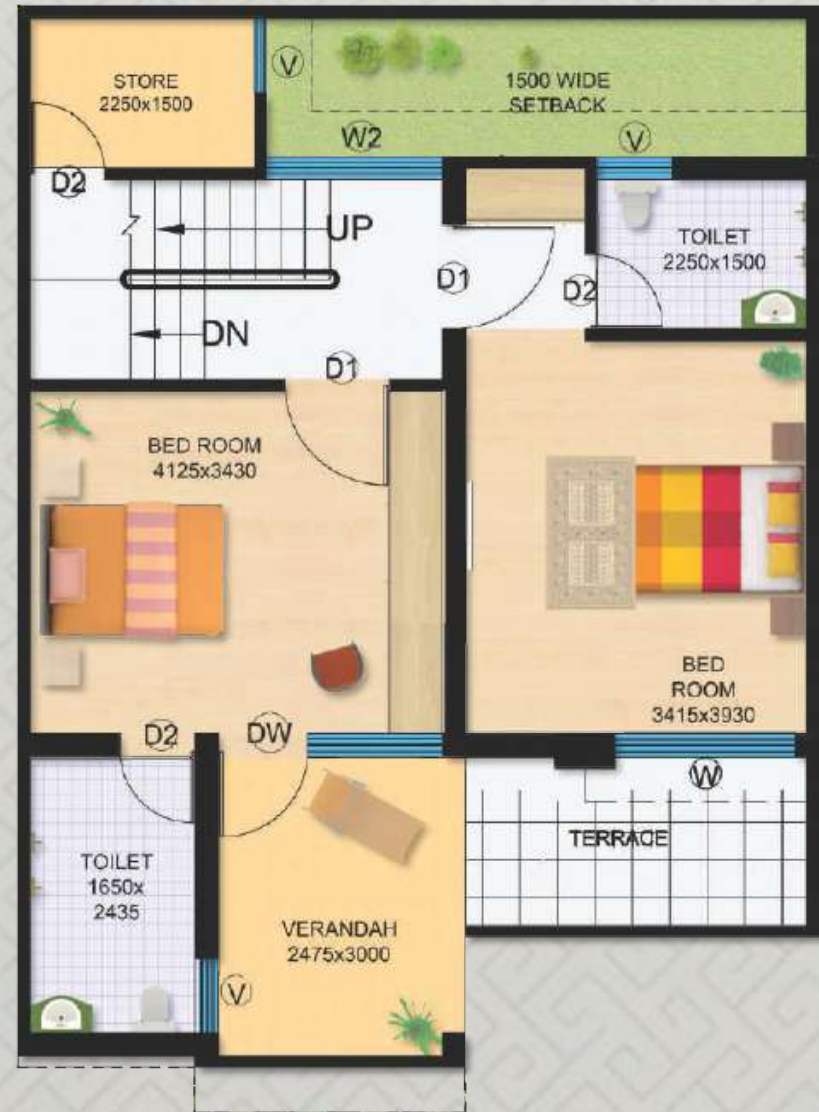 STORE
2250x1500
V
1500 WIDE
SETBACK
W2
V
D2
UP
TOILET
2250x1500
D1
D2
DN
D1
BED ROOM
4125x3430
BED
ROOM
3415x3930
D2
DW
W
TERRACE
TOILET
1650x
2435
VERANDAH
2475x3000
V